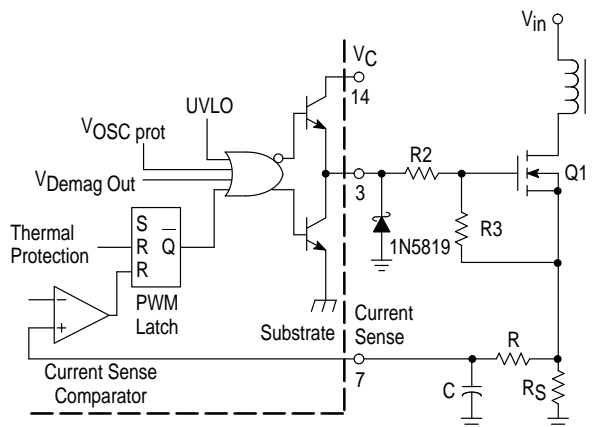 Vin
VC
14
UVLO
VOSC prot
VDemag Out
R2
Q1
3
R3
1N5819
Thermal
Protection
S
R Q̅
R
PWM
Latch
Substrate
Current
Sense
–
+
7
R
C
RS
Current Sense
Comparator